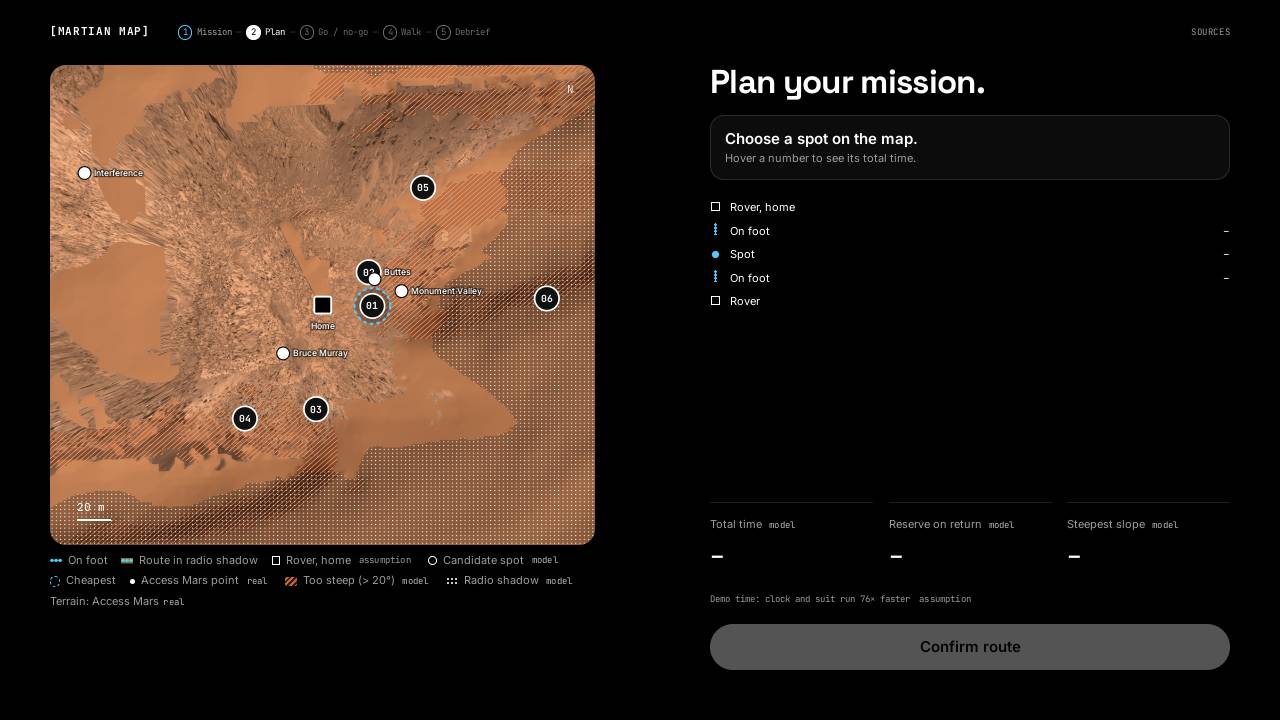 [MARTIAN MAP]
1 Mission – 2 Plan – 3 Go / no-go – 4 Walk – 5 Debrief
SOURCES
N
Interference
05
02
Buttes
Monument Valley
06
01
Home
Bruce Murray
03
04
20 m
On foot
Route in radio shadow
Rover, home assumption
Candidate spot model
Cheapest
Access Mars point real
Too steep (> 20°) model
Radio shadow model
Terrain: Access Mars real
Plan your mission.
Choose a spot on the map.
Hover a number to see its total time.
Rover, home
On foot –
Spot –
On foot –
Rover
Total time model
–
Reserve on return model
–
Steepest slope model
–
Demo time: clock and suit run 76× faster assumption
Confirm route